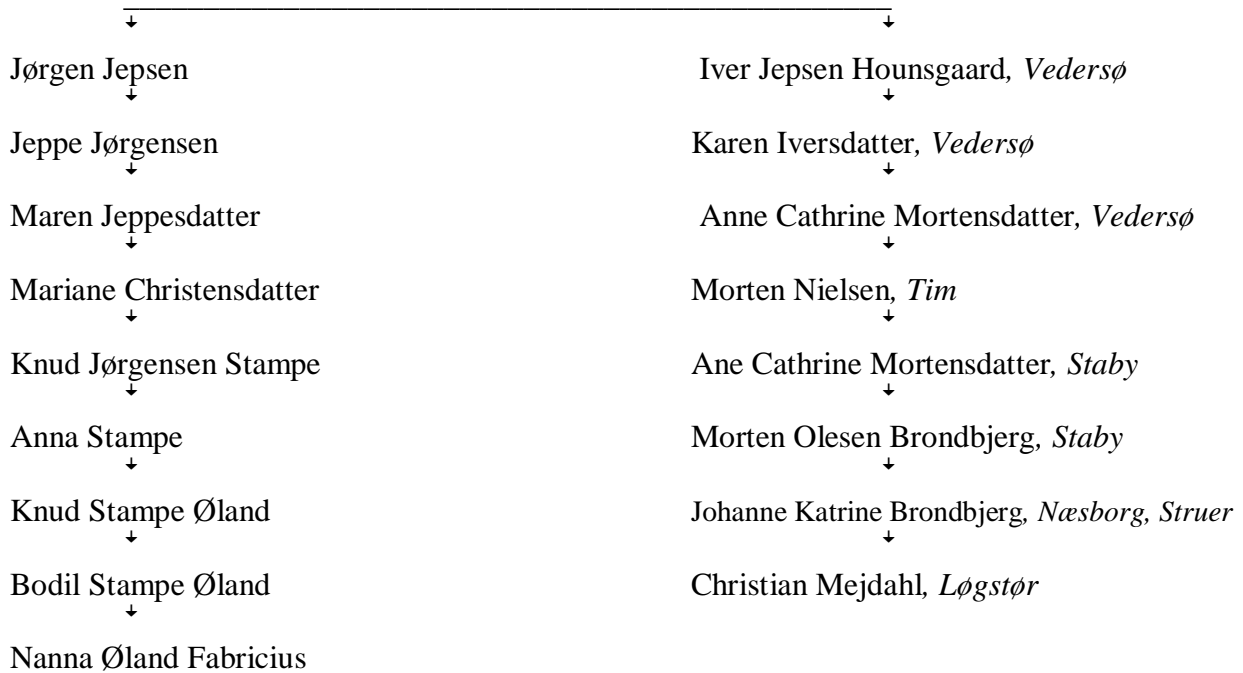 Jørgen Jepsen
Iver Jepsen Hounsgaard, Vedersø
Jeppe Jørgensen
Karen Iversdatter, Vedersø
Maren Jeppesdatter
Anne Cathrine Mortensdatter, Vedersø
Mariane Christensdatter
Morten Nielsen, Tim
Knud Jørgensen Stampe
Ane Cathrine Mortensdatter, Staby
Anna Stampe
Morten Olesen Brondbjerg, Staby
Knud Stampe Øland
Johanne Katrine Brondbjerg, Næsborg, Struer
Bodil Stampe Øland
Christian Mejdahl, Løgstør
Nanna Øland Fabricius